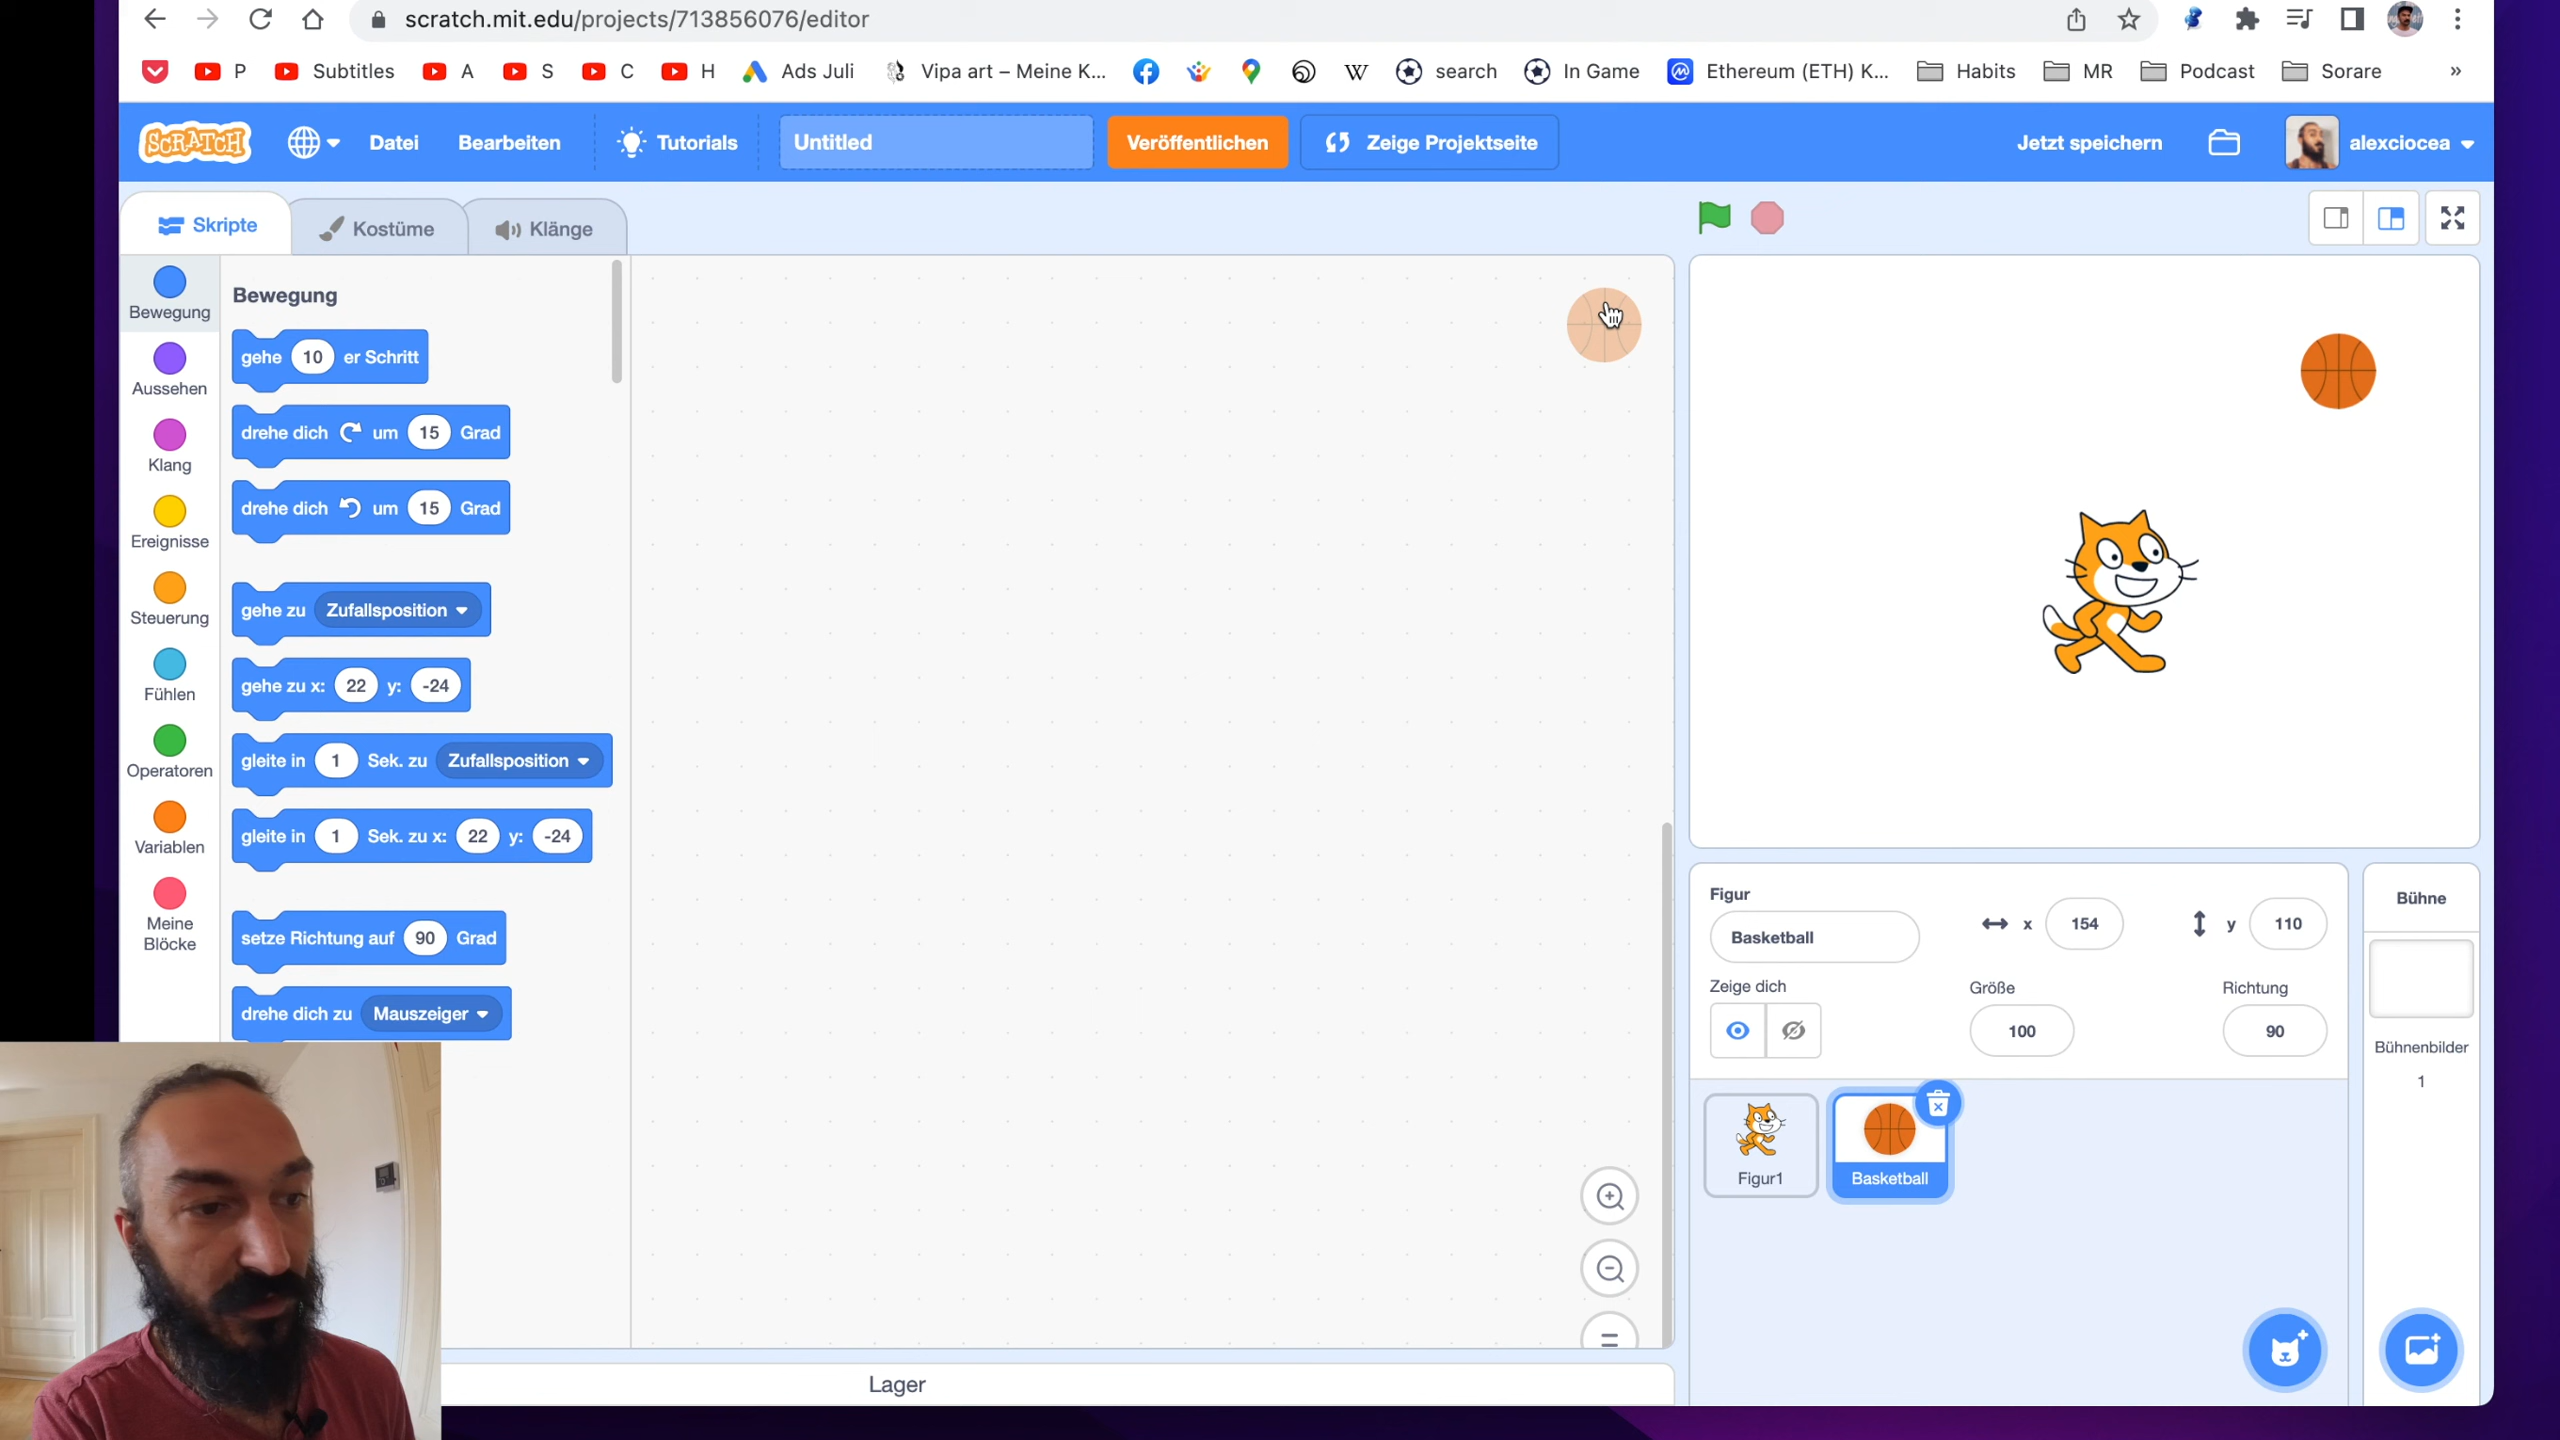 scratch.mit.edu/projects/713856076/editor
P Subtitles A S C H Ads Juli Vipa art – Meine K... W search In Game Ethereum (ETH) K... Habits MR Podcast Sorare »
SCRATCH Datei Bearbeiten Tutorials Untitled Veröffentlichen Zeige Projektseite Jetzt speichern alexciocea
Skripte Kostüme Klänge
Bewegung
Aussehen
Klang
Ereignisse
Steuerung
Fühlen
Operatoren
Variablen
Meine
Blöcke
Bewegung
gehe 10 er Schritt
drehe dich um 15 Grad
drehe dich um 15 Grad
gehe zu Zufallsposition
gehe zu x: 22 y: -24
gleite in 1 Sek. zu Zufallsposition
gleite in 1 Sek. zu x: 22 y: -24
setze Richtung auf 90 Grad
drehe dich zu Mauszeiger
Lager
Figur
Basketball x 154 y 110
Zeige dich Größe Richtung
100 90
Figur1 Basketball
Bühne
Bühnenbilder
1